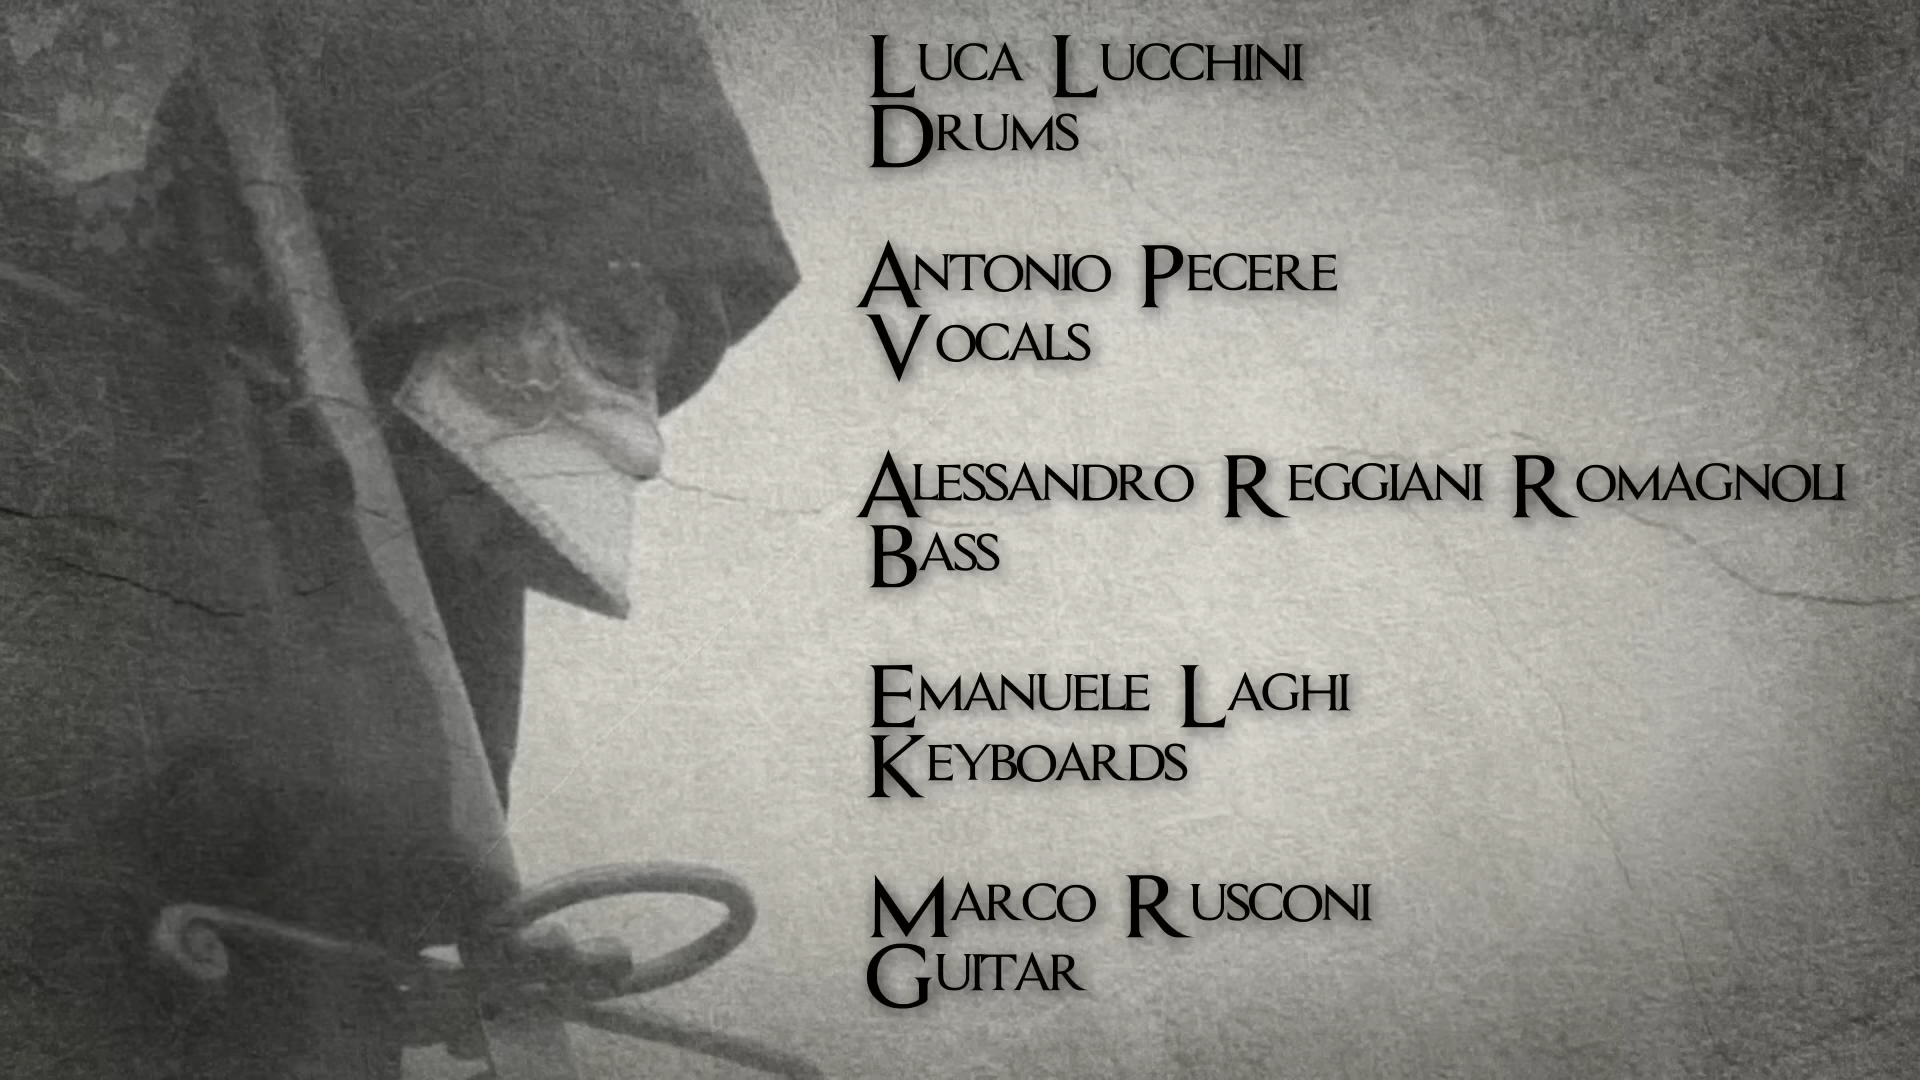 Luca Lucchini
Drums
Antonio Pecere
Vocals
Alessandro Reggiani Romagnoli
Bass
Emanuele Laghi
Keyboards
Marco Rusconi
Guitar